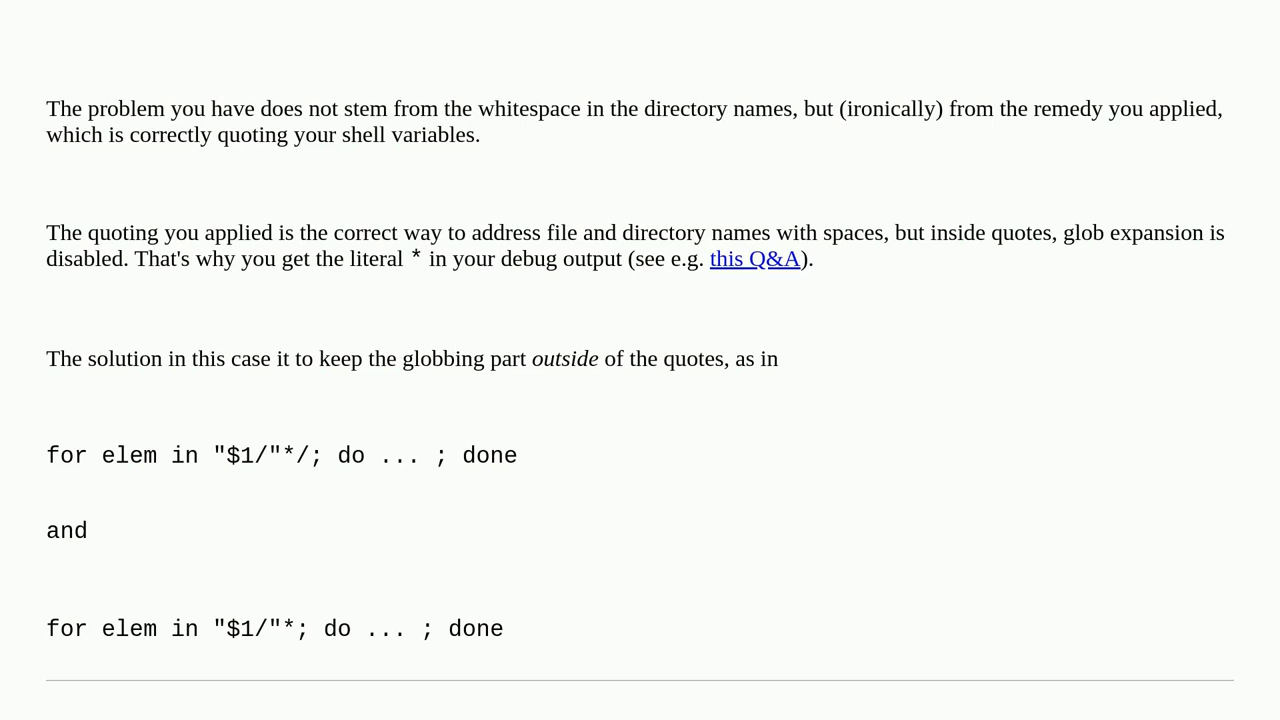 The problem you have does not stem from the whitespace in the directory names, but (ironically) from the remedy you applied,
which is correctly quoting your shell variables.
The quoting you applied is the correct way to address file and directory names with spaces, but inside quotes, glob expansion is
disabled. That's why you get the literal * in your debug output (see e.g. this Q&A).
The solution in this case it to keep the globbing part outside of the quotes, as in
for elem in "$1/"*/; do ... ; done
and
for elem in "$1/"*; do ... ; done